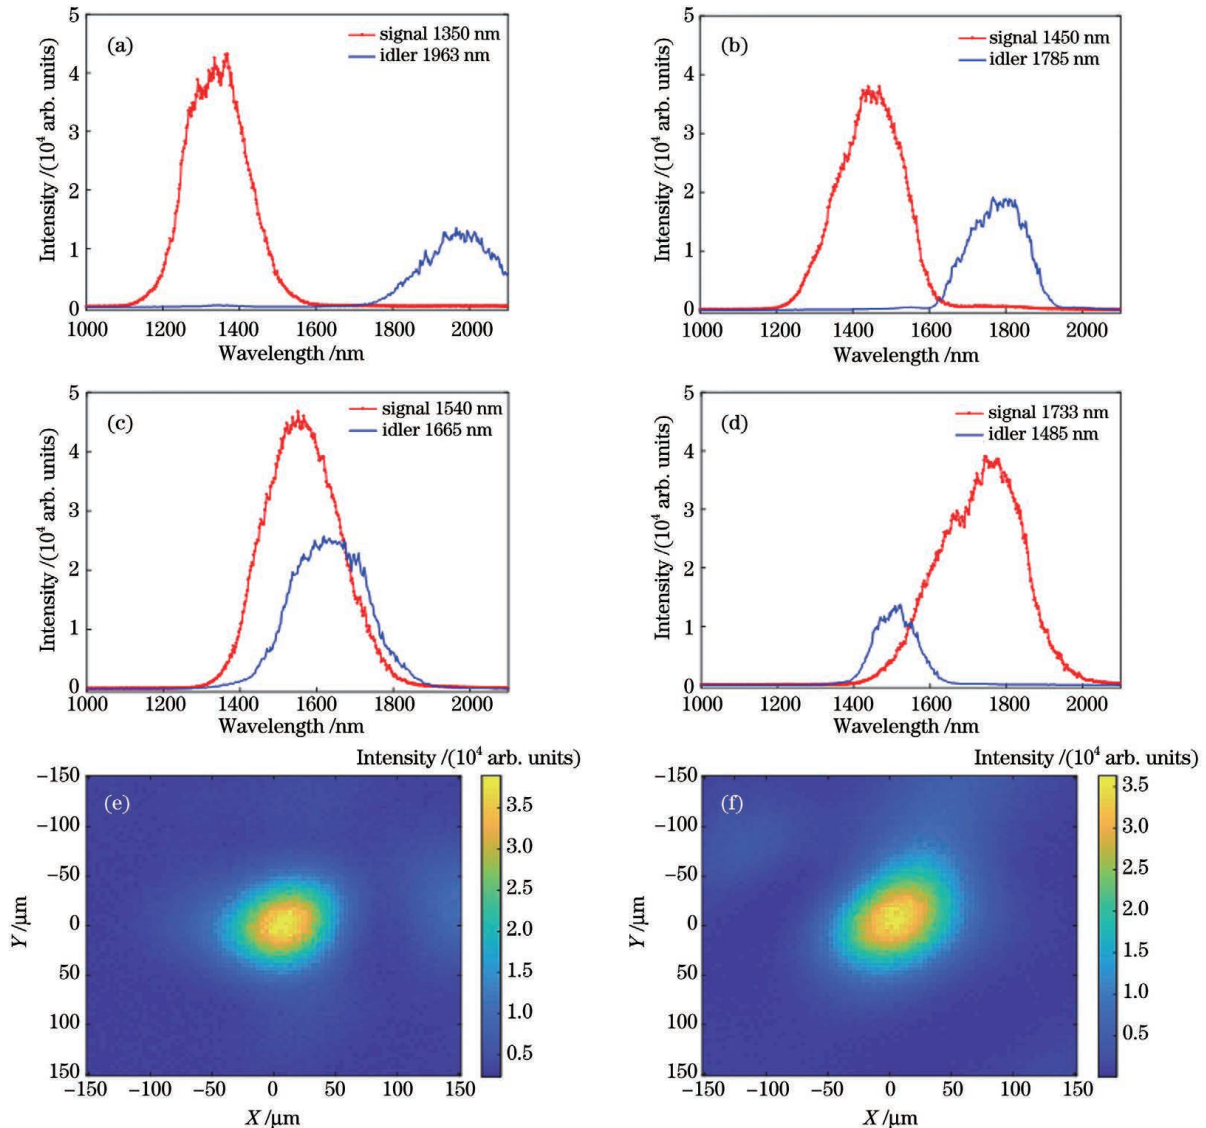 (a)
signal 1350 nm
idler 1963 nm
Intensity /(10⁴ arb. units)
5
4
3
2
1
0
1000 1200 1400 1600 1800 2000
Wavelength /nm
(b)
signal 1450 nm
idler 1785 nm
Intensity /(10⁴ arb. units)
5
4
3
2
1
0
1000 1200 1400 1600 1800 2000
Wavelength /nm
(c)
signal 1540 nm
idler 1665 nm
Intensity /(10⁴ arb. units)
5
4
3
2
1
0
1000 1200 1400 1600 1800 2000
Wavelength /nm
(d)
signal 1733 nm
idler 1485 nm
Intensity /(10⁴ arb. units)
5
4
3
2
1
0
1000 1200 1400 1600 1800 2000
Wavelength /nm
Intensity /(10⁴ arb. units)
(e)
Y /μm
−150
−100
−50
0
50
100
150
−150 −100 −50 0 50 100 150
X /μm
3.5
3.0
2.5
2.0
1.5
1.0
0.5
Intensity /(10⁴ arb. units)
(f)
Y /μm
−150
−100
−50
0
50
100
150
−150 −100 −50 0 50 100 150
X /μm
3.5
3.0
2.5
2.0
1.5
1.0
0.5